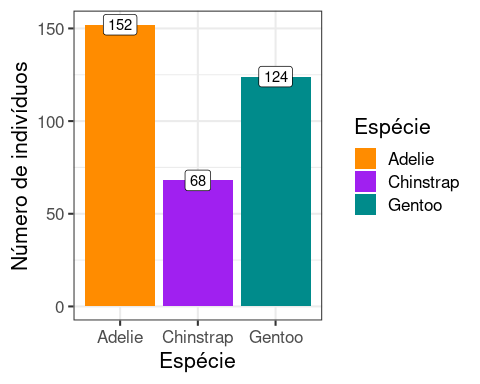 Número de indivíduos
150
100
50
0
152
68
124
Adelie
Chinstrap
Gentoo
Espécie
Espécie
Adelie
Chinstrap
Gentoo